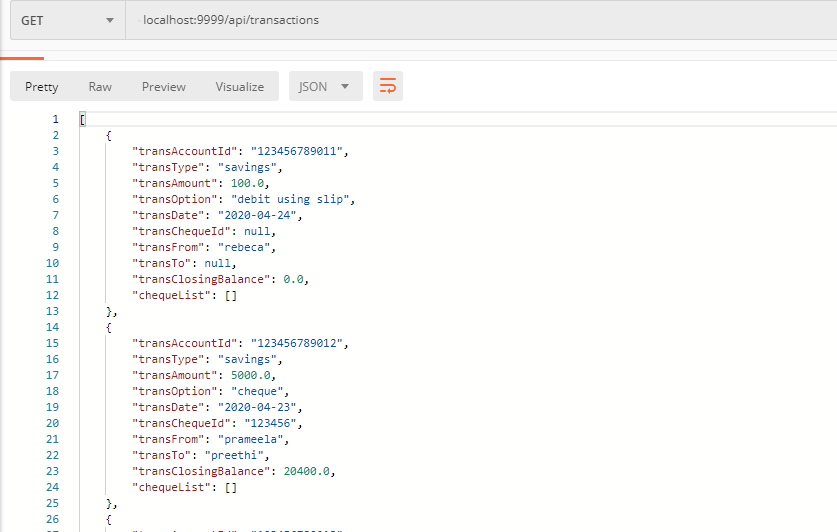 GET localhost:9999/api/transactions
Pretty Raw Preview Visualize JSON
1 [
2 {
3 "transAccountId": "123456789011",
4 "transType": "savings",
5 "transAmount": 100.0,
6 "transOption": "debit using slip",
7 "transDate": "2020-04-24",
8 "transChequeId": null,
9 "transFrom": "rebeca",
10 "transTo": null,
11 "transClosingBalance": 0.0,
12 "chequeList": []
13 },
14 {
15 "transAccountId": "123456789012",
16 "transType": "savings",
17 "transAmount": 5000.0,
18 "transOption": "cheque",
19 "transDate": "2020-04-23",
20 "transChequeId": "123456",
21 "transFrom": "prameela",
22 "transTo": "preethi",
23 "transClosingBalance": 20400.0,
24 "chequeList": []
25 },
26 {